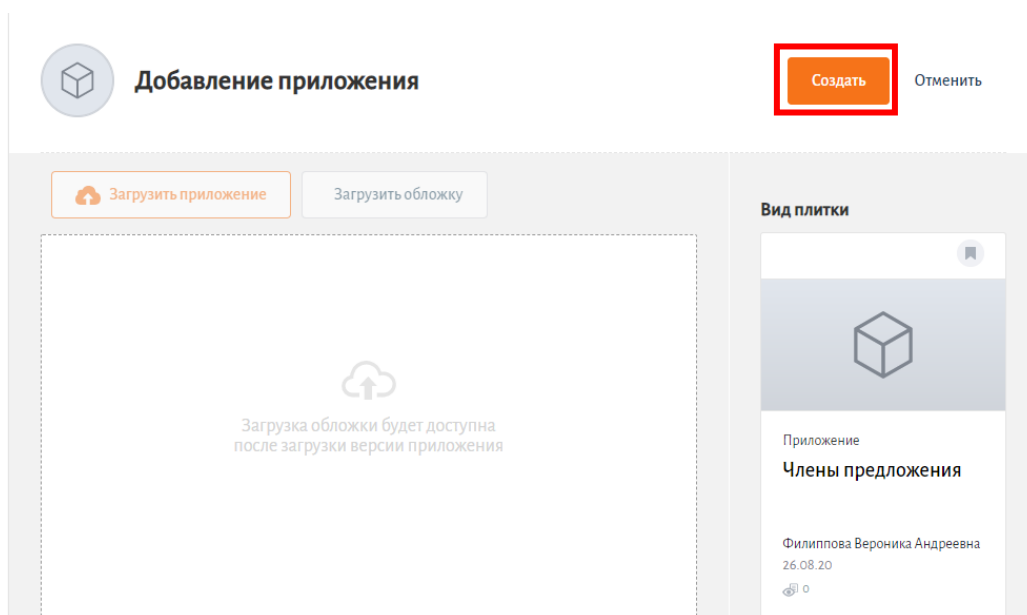 Добавление приложения
Создать
Отменить
Загрузить приложение
Загрузить обложку
Загрузка обложки будет доступна
после загрузки версии приложения
Вид плитки
Приложение
Члены предложения
Филиппова Вероника Андреевна
26.08.20
0